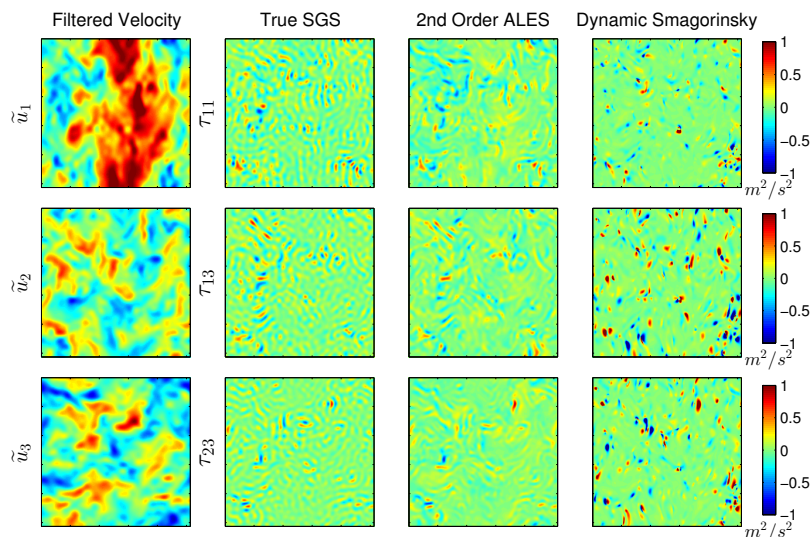 Filtered Velocity True SGS 2nd Order ALES Dynamic Smagorinsky
ũ₁ τ₁₁ 1 0.5 0 −0.5 −1
m²/s²
ũ₂ τ₁₃ 1 0.5 0 −0.5 −1
m²/s²
ũ₃ τ₂₃ 1 0.5 0 −0.5 −1
m²/s²